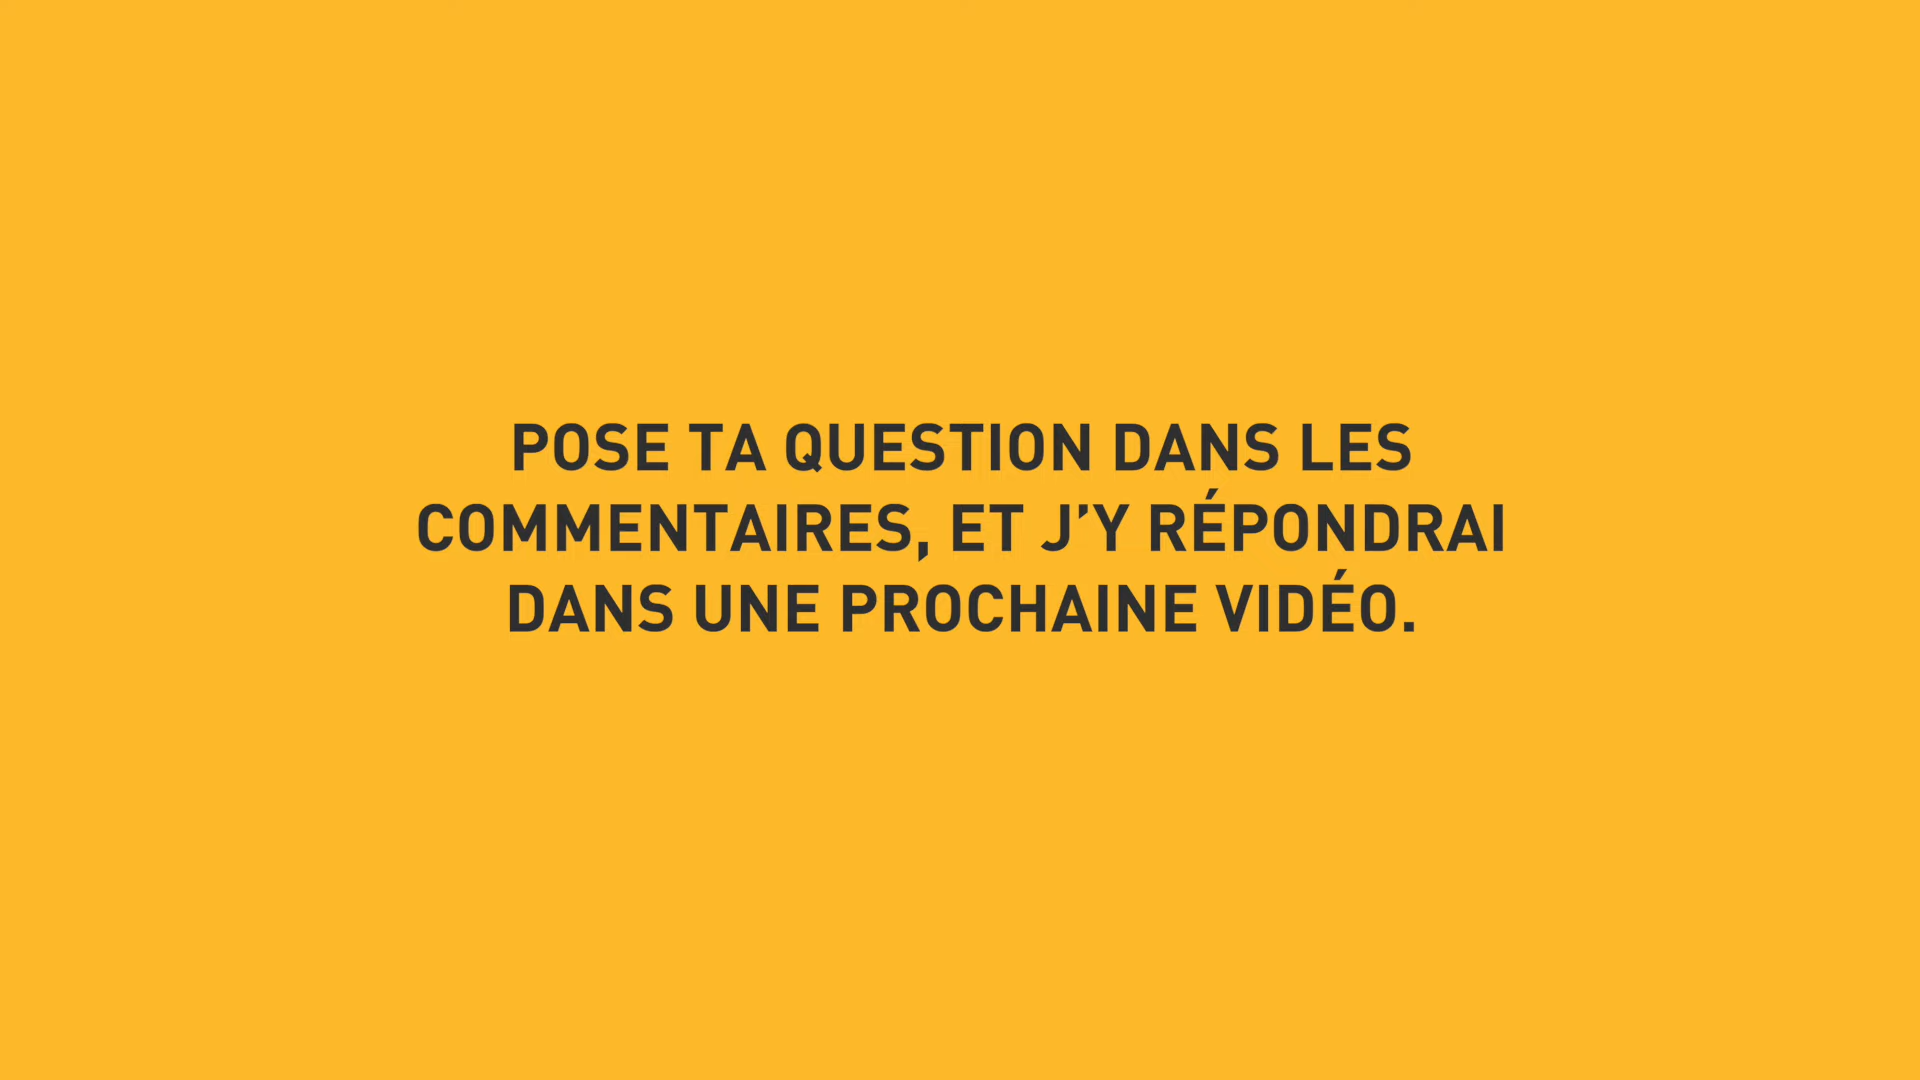 POSE TA QUESTION DANS LES
COMMENTAIRES, ET J’Y RÉPONDRAI
DANS UNE PROCHAINE VIDÉO.